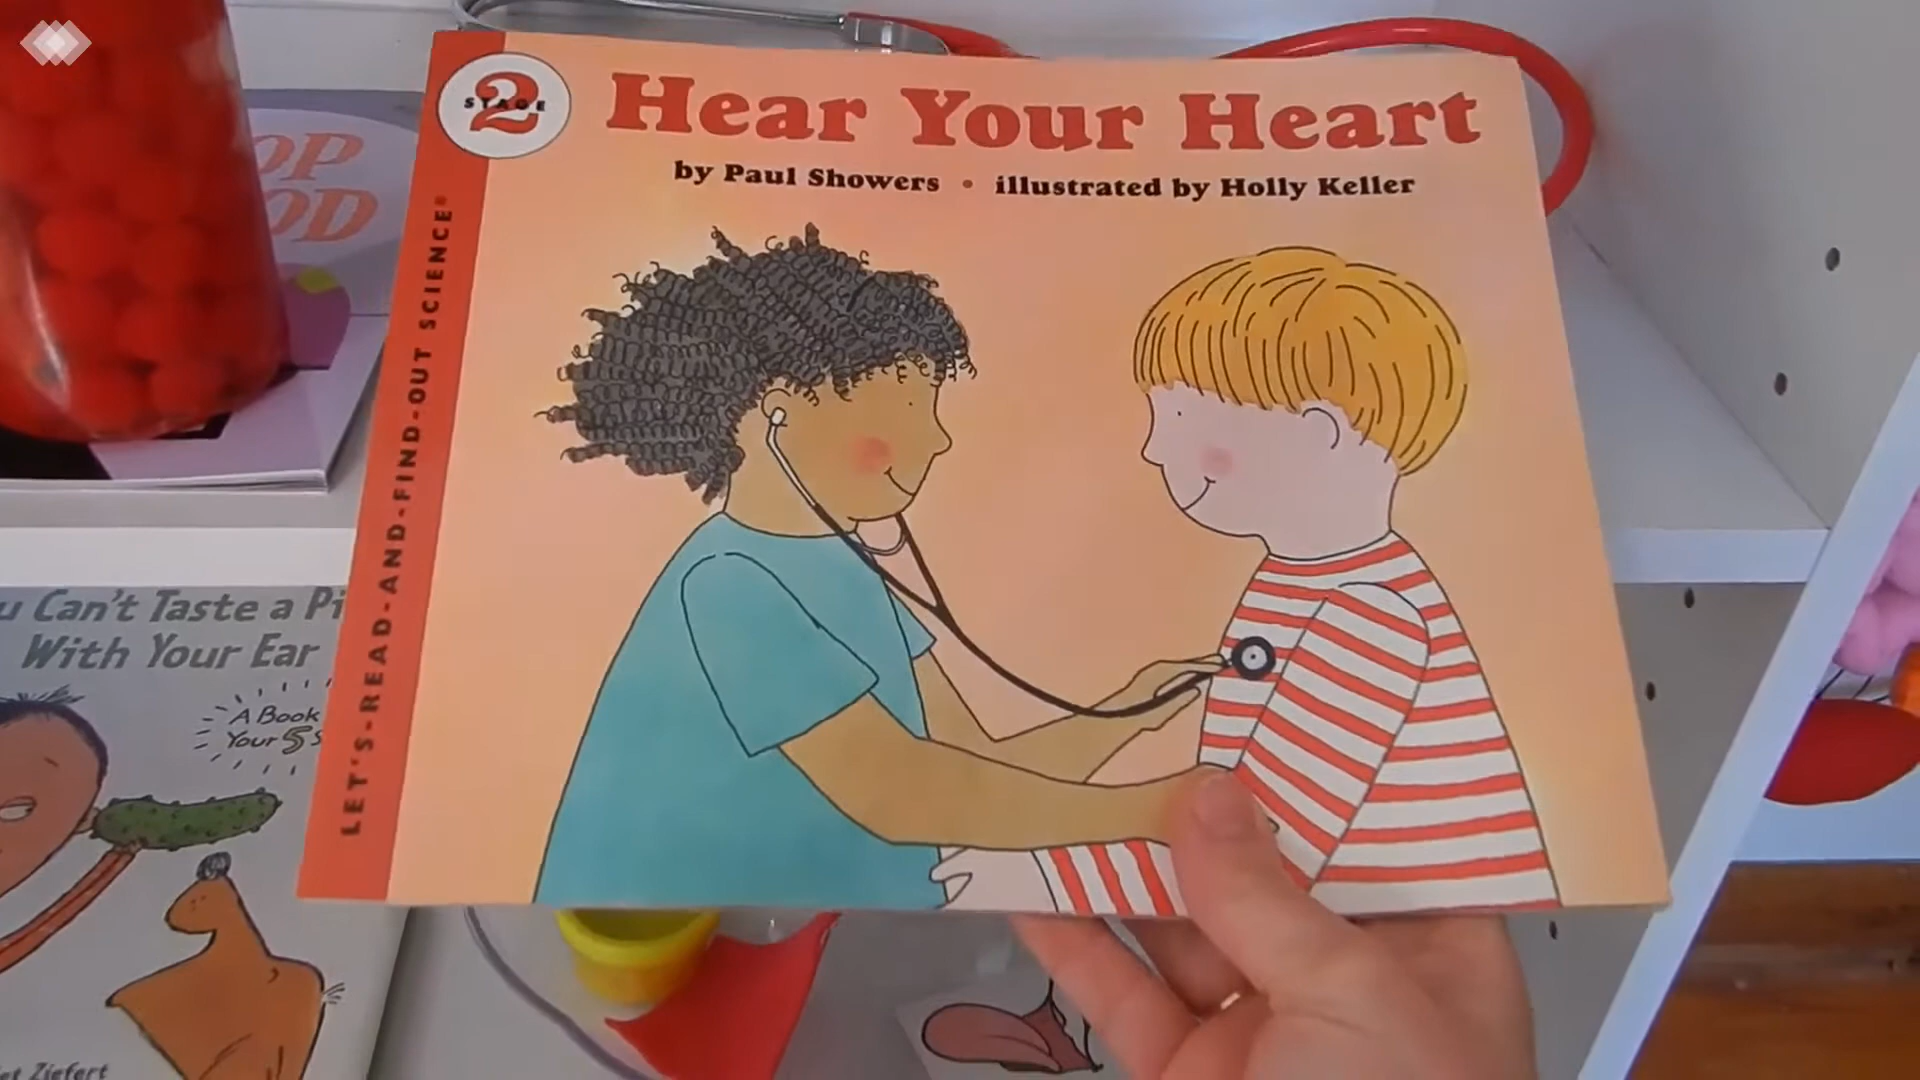 STAGE 2
Hear Your Heart
by Paul Showers • illustrated by Holly Keller
LET'S-READ-AND-FIND-OUT SCIENCE®
Can't Taste a
With Your Ear
A Book
Your 5
Ziefert